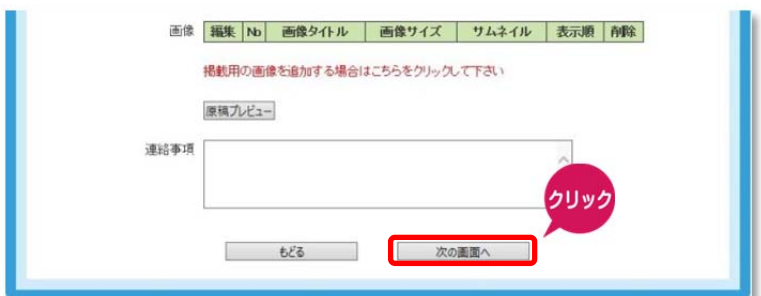 画像 編集 No 画像タイトル 画像サイズ サムネイル 表示順 削除
掲載用の画像を追加する場合はこちらをクリックして下さい
原稿プレビュー
連絡事項
クリック
もどる 次の画面へ